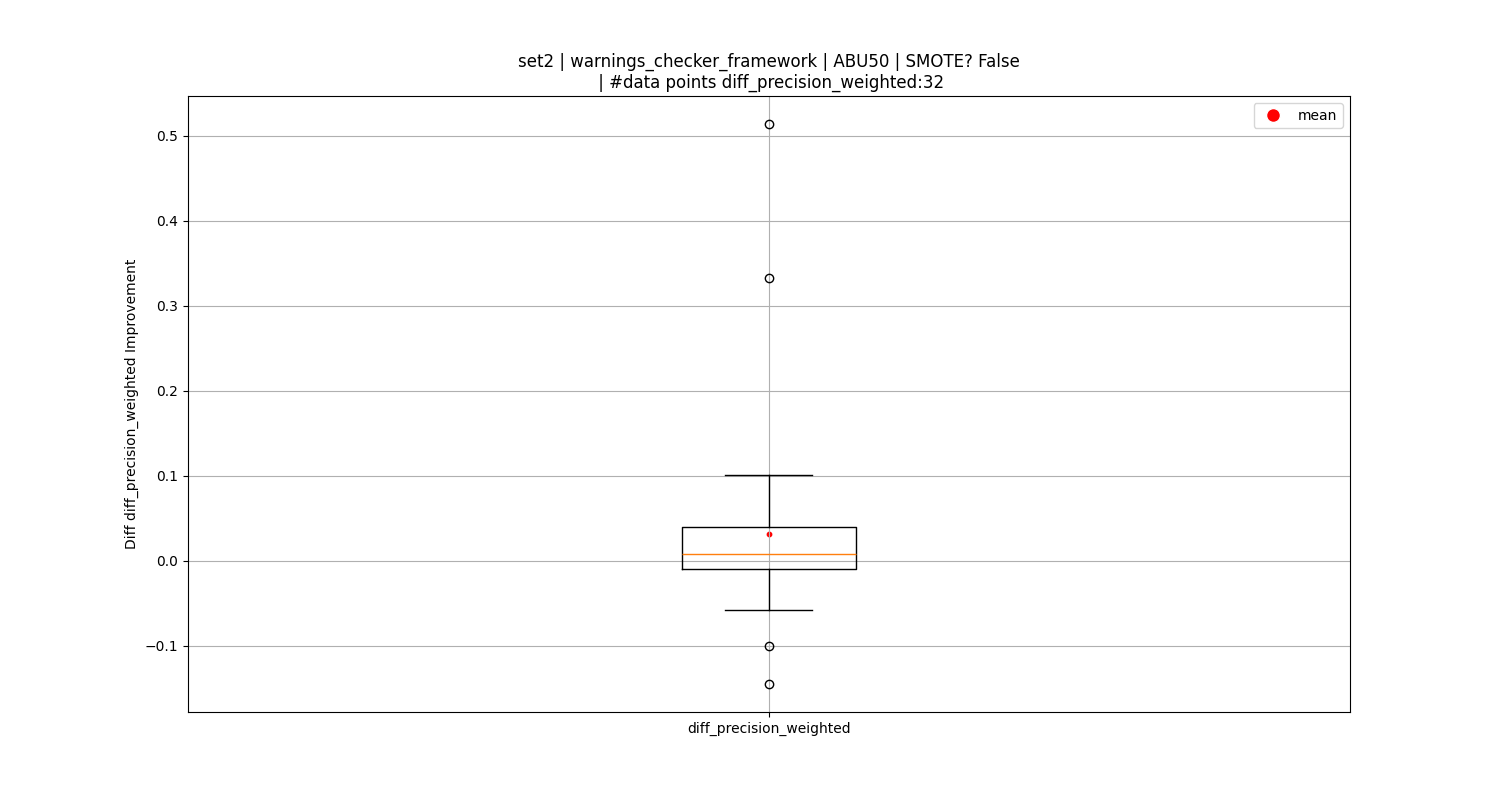 set2 | warnings_checker_framework | ABU50 | SMOTE? False
| #data points diff_precision_weighted:32
mean
0.5
0.4
0.3
0.2
0.1
0.0
−0.1
Diff diff_precision_weighted Improvement
diff_precision_weighted